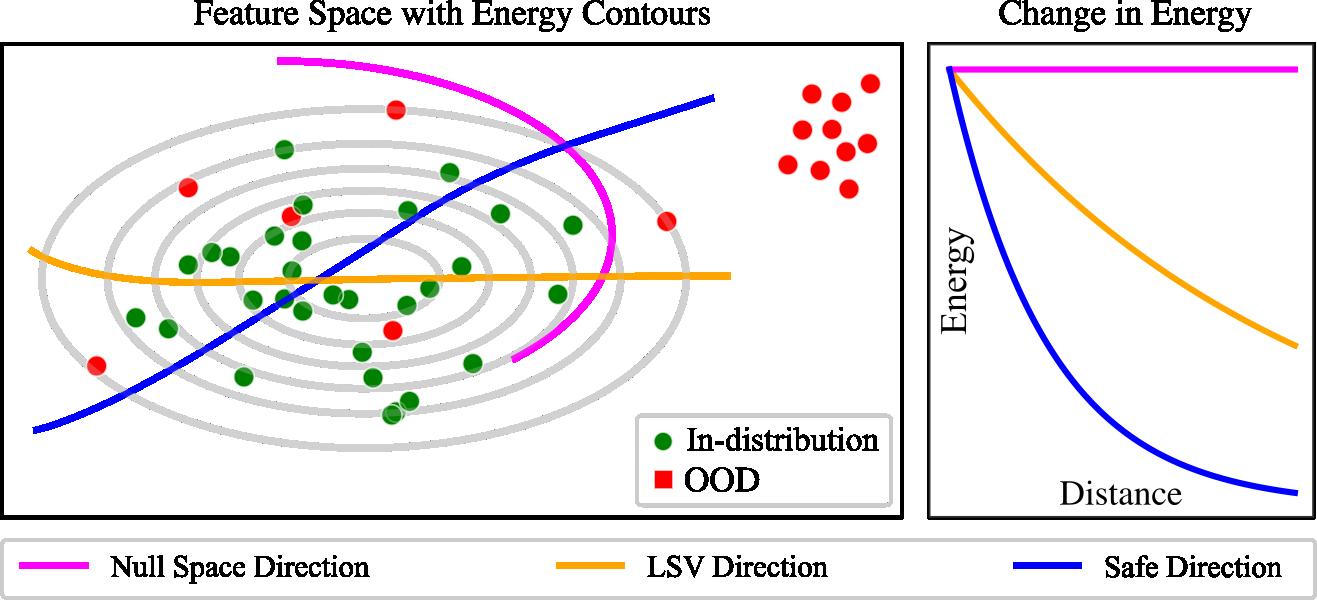 Feature Space with Energy Contours
Change in Energy
Energy
Distance
In-distribution
OOD
Null Space Direction
LSV Direction
Safe Direction